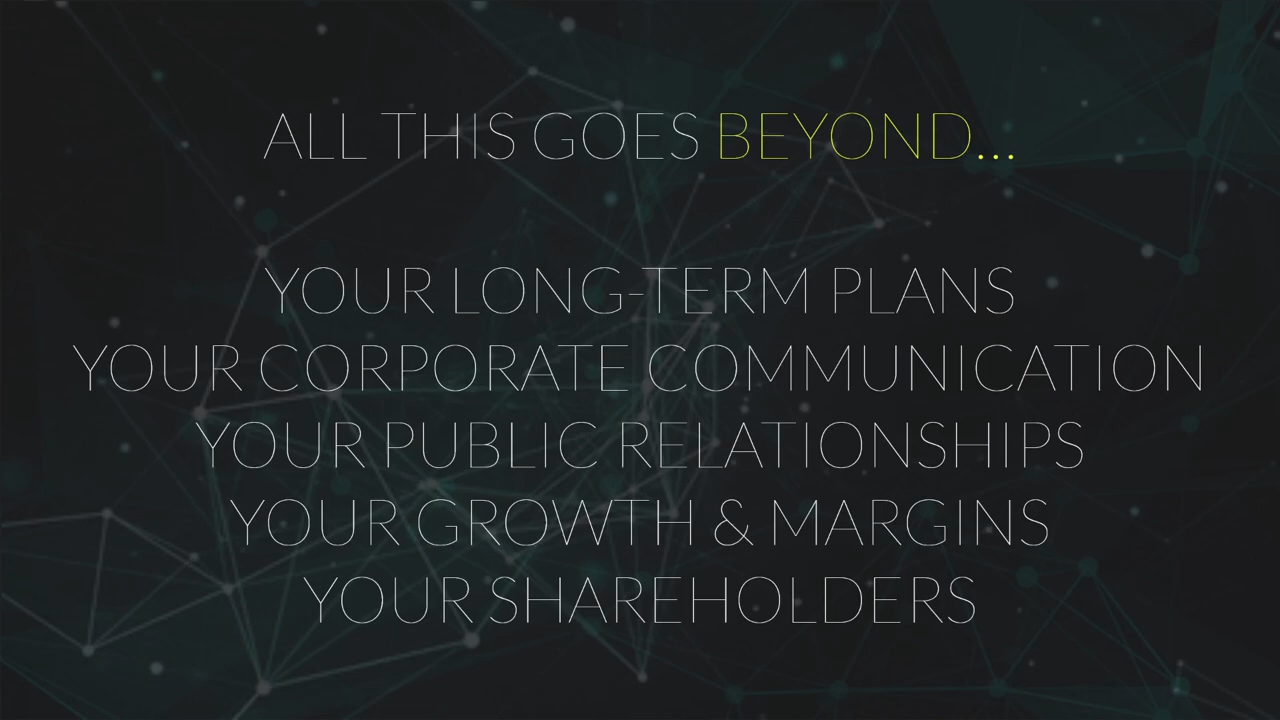 ALL THIS GOES BEYOND...
YOUR LONG-TERM PLANS
YOUR CORPORATE COMMUNICATION
YOUR PUBLIC RELATIONSHIPS
YOUR GROWTH & MARGINS
YOUR SHAREHOLDERS